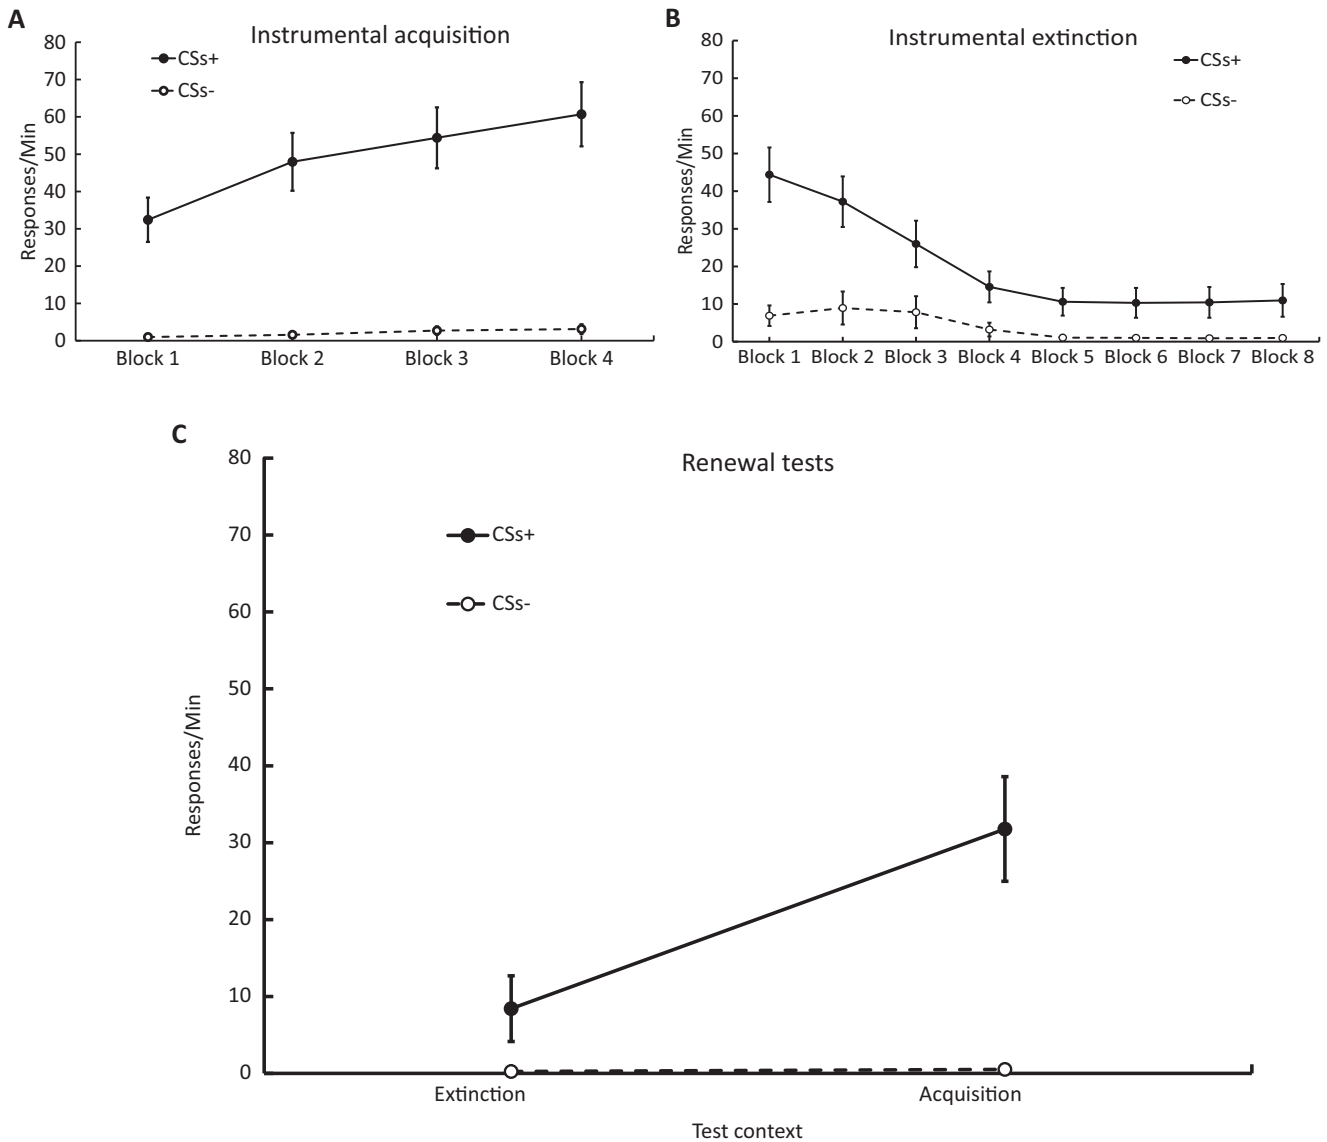 A
Instrumental acquisition
CSs+
CSs-
Responses/Min
80
70
60
50
40
30
20
10
0
Block 1 Block 2 Block 3 Block 4
B
Instrumental extinction
CSs+
CSs-
Responses/Min
80
70
60
50
40
30
20
10
0
Block 1 Block 2 Block 3 Block 4 Block 5 Block 6 Block 7 Block 8
C
Renewal tests
CSs+
CSs-
Responses/Min
80
70
60
50
40
30
20
10
0
Extinction Acquisition
Test context